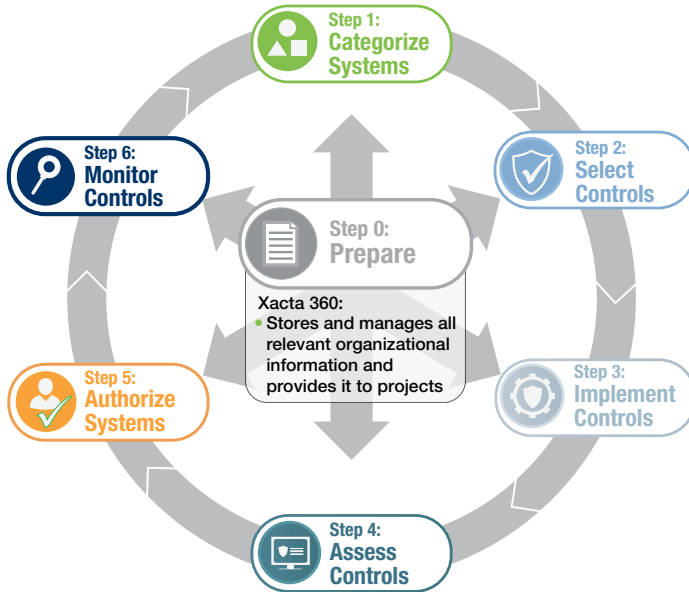 Step 1:
Categorize
Systems
Step 6:
Monitor
Controls
Step 2:
Select
Controls
Step 0:
Prepare
Xacta 360:
• Stores and manages all
relevant organizational
information and
provides it to projects
Step 5:
Authorize
Systems
Step 3:
Implement
Controls
Step 4:
Assess
Controls